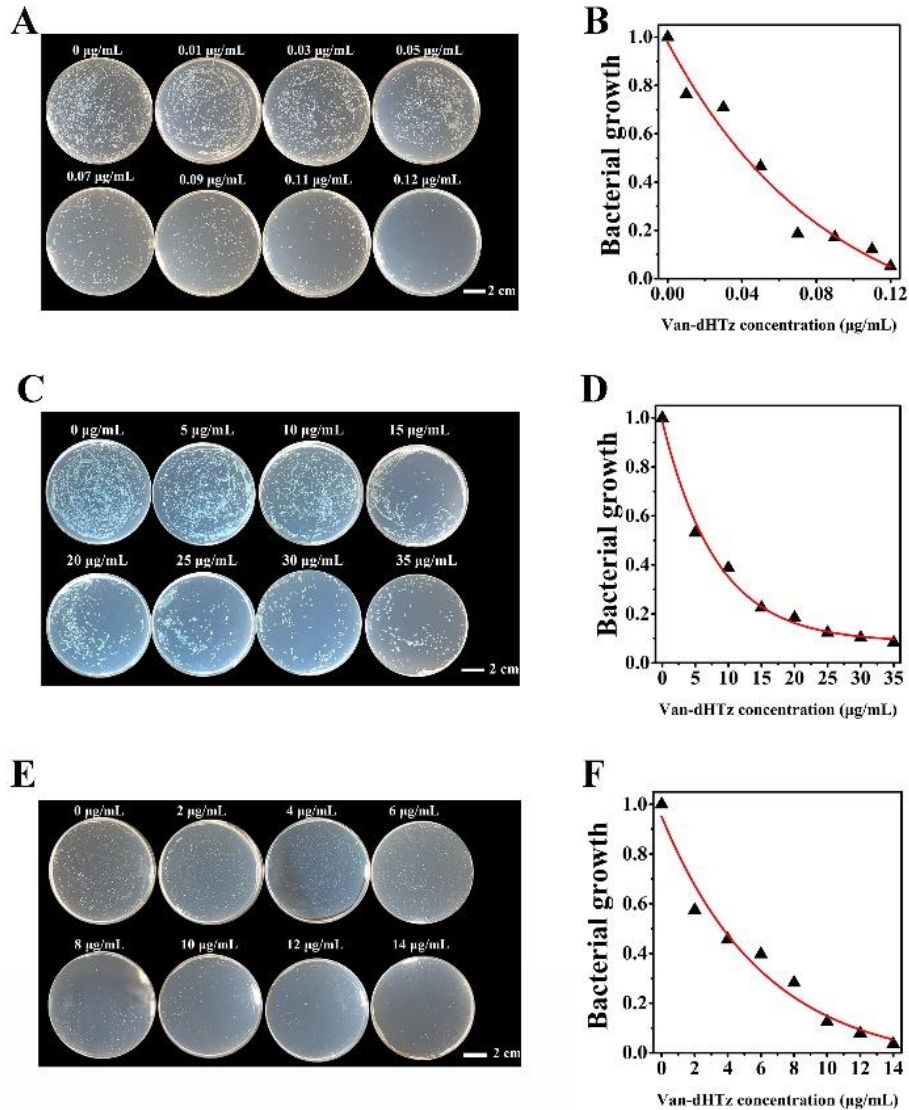 A
0 µg/mL 0.01 µg/mL 0.03 µg/mL 0.05 µg/mL
0.07 µg/mL 0.09 µg/mL 0.11 µg/mL 0.12 µg/mL
2 cm
B
1.0
0.8
0.6
0.4
0.2
0.0
0.00 0.04 0.08 0.12
Bacterial growth
Van-dHTz concentration (µg/mL)
C
0 µg/mL 5 µg/mL 10 µg/mL 15 µg/mL
20 µg/mL 25 µg/mL 30 µg/mL 35 µg/mL
2 cm
D
1.0
0.8
0.6
0.4
0.2
0.0
0 5 10 15 20 25 30 35
Bacterial growth
Van-dHTz concentration (µg/mL)
E
0 µg/mL 2 µg/mL 4 µg/mL 6 µg/mL
8 µg/mL 10 µg/mL 12 µg/mL 14 µg/mL
2 cm
F
1.0
0.8
0.6
0.4
0.2
0.0
0 2 4 6 8 10 12 14
Bacterial growth
Van-dHTz concentration (µg/mL)